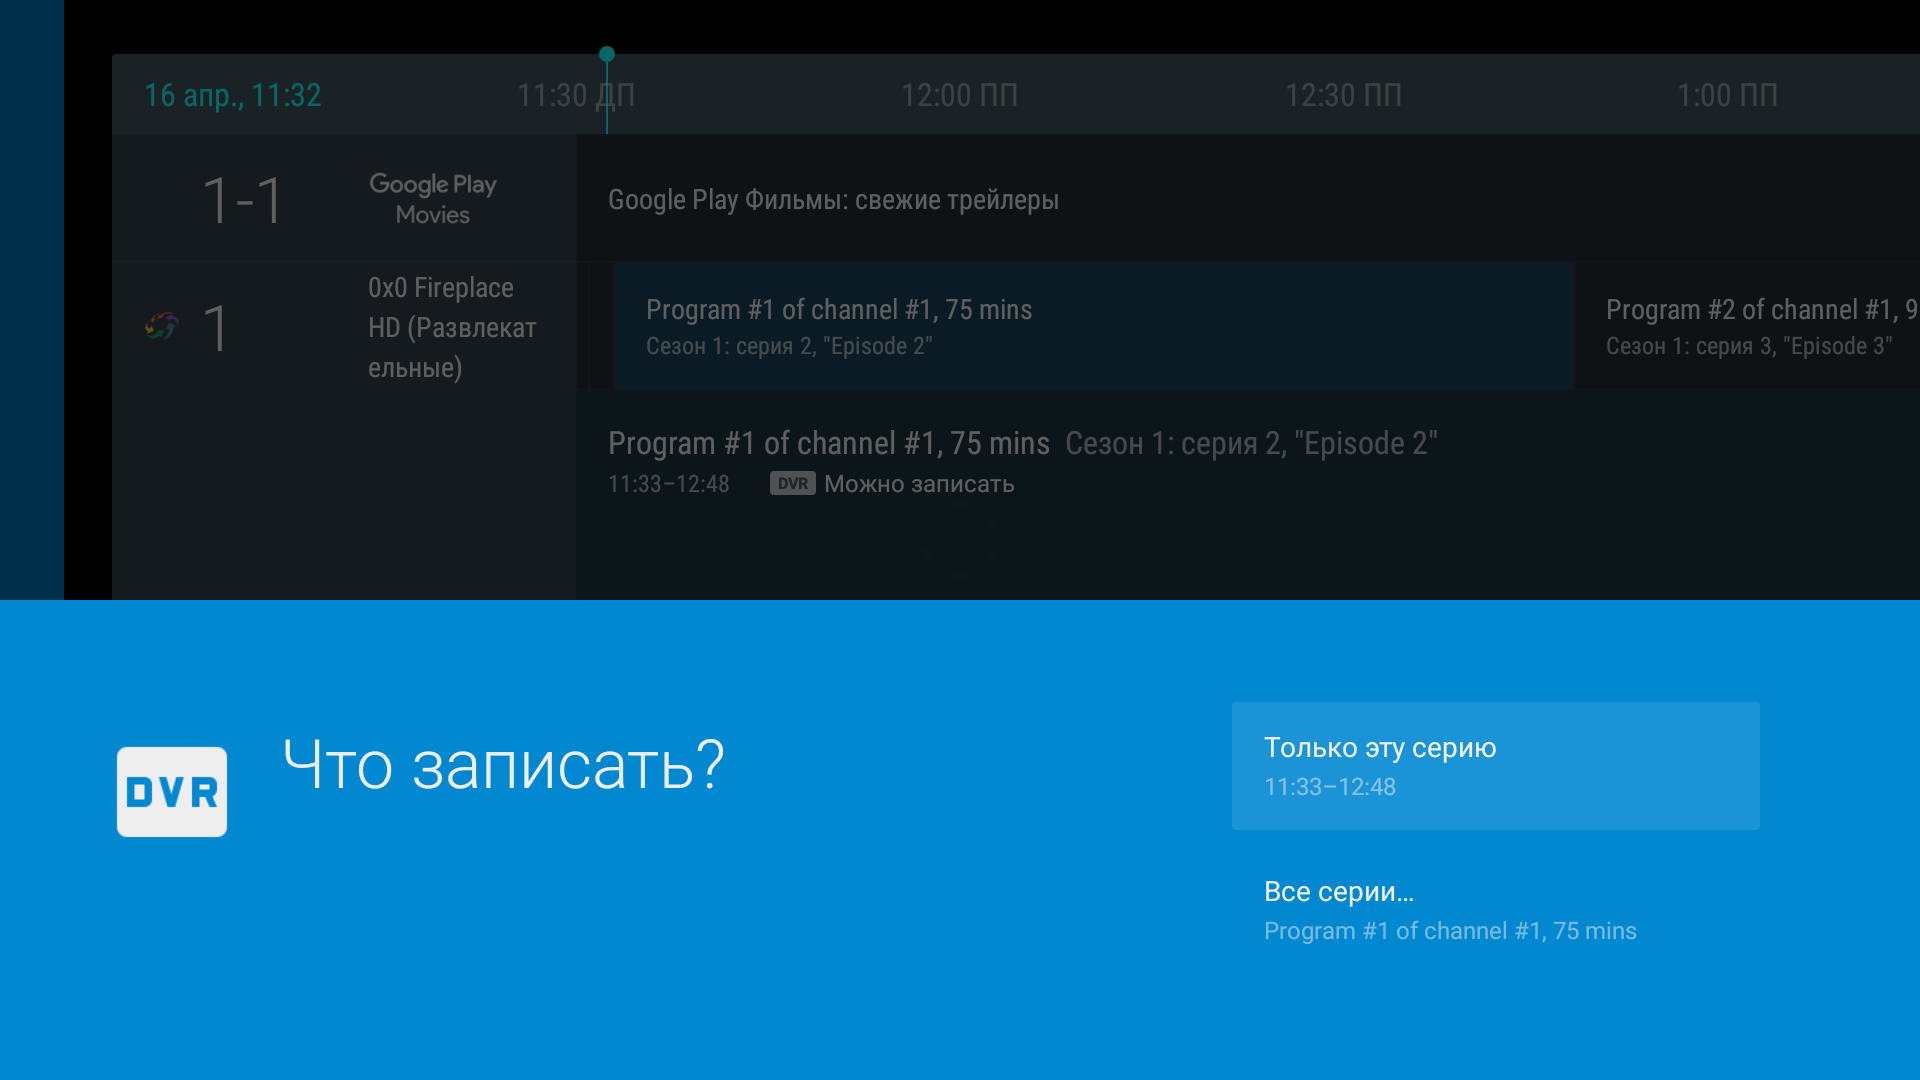 16 апр., 11:32
11:30 ДП
12:00 ПП
12:30 ПП
1:00 ПП
1-1
Google Play
Movies
Google Play Фильмы: свежие трейлеры
1
0x0 Fireplace
HD (Развлекат
ельные)
Program #1 of channel #1, 75 mins
Сезон 1: серия 2, "Episode 2"
Program #2 of channel #1, 9
Сезон 1: серия 3, "Episode 3"
Program #1 of channel #1, 75 mins Сезон 1: серия 2, "Episode 2"
11:33–12:48 DVR Можно записать
DVR
Что записать?
Только эту серию
11:33–12:48
Все серии…
Program #1 of channel #1, 75 mins